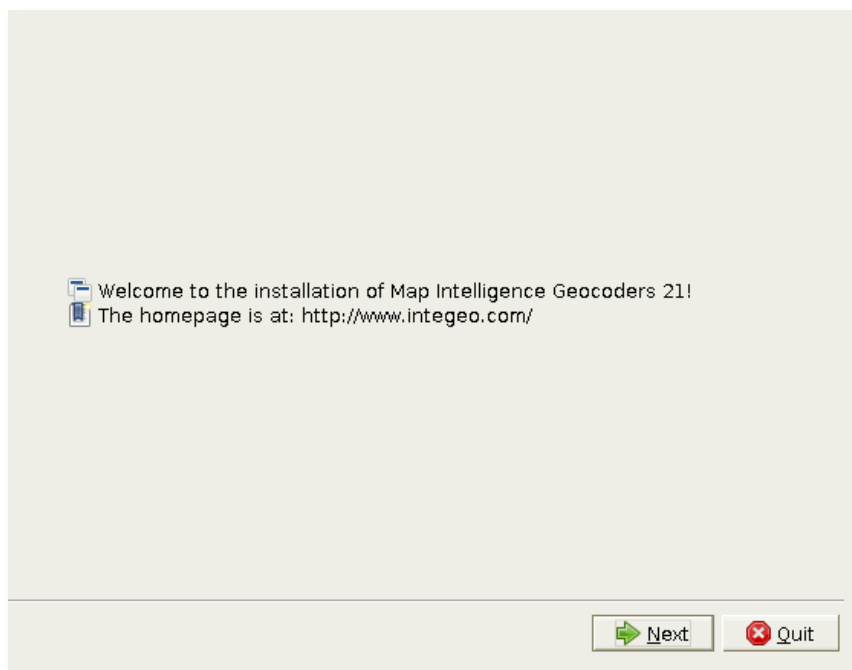 Welcome to the installation of Map Intelligence Geocoders 21!
The homepage is at: http://www.integeo.com/
Next
Quit